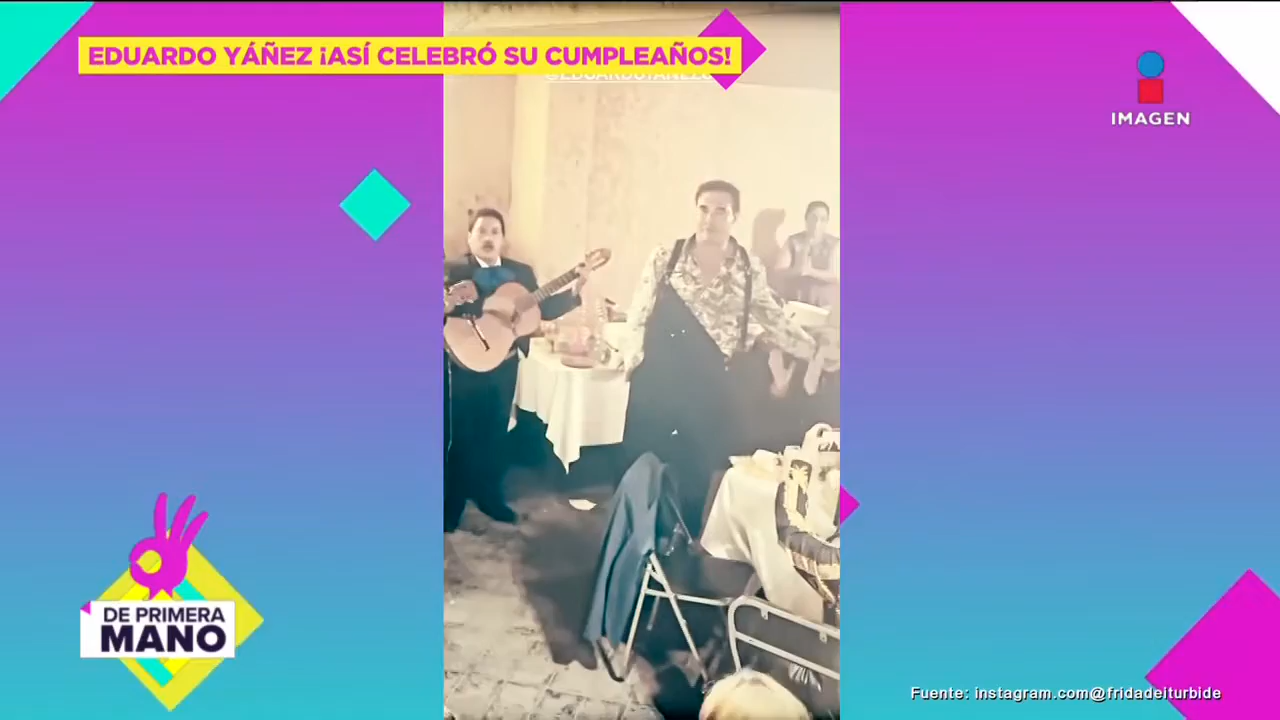 EDUARDO YÁÑEZ ¡ASÍ CELEBRÓ SU CUMPLEAÑOS!
IMAGEN
DE PRIMERA
MANO
Fuente: instagram.com@fridadeiturbide